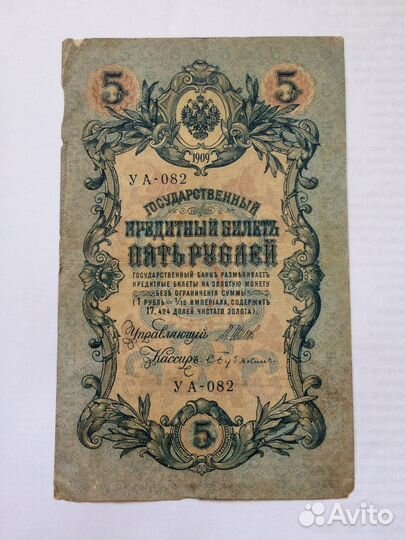 5 5
1909
УА-082
ГОСУДАРСТВЕННЫЙ
КРЕДИТНЫЙ БИЛЕТЪ
ПЯТЬ РУБЛЕЙ
ГОСУДАРСТВЕННЫЙ БАНКЪ РАЗМѢНИВАЕТЪ
КРЕДИТНЫЕ БИЛЕТЫ НА ЗОЛОТУЮ МОНЕТУ
БЕЗЪ ОГРАНИЧЕНІЯ СУММЫ
(1 РУБЛЬ = 1/15 ИМПЕРІАЛА, СОДЕРЖИТЪ
17,424 ДОЛЕЙ ЧИСТАГО ЗОЛОТА).
Управляющій
Кассиръ
УА-082
5
Avito